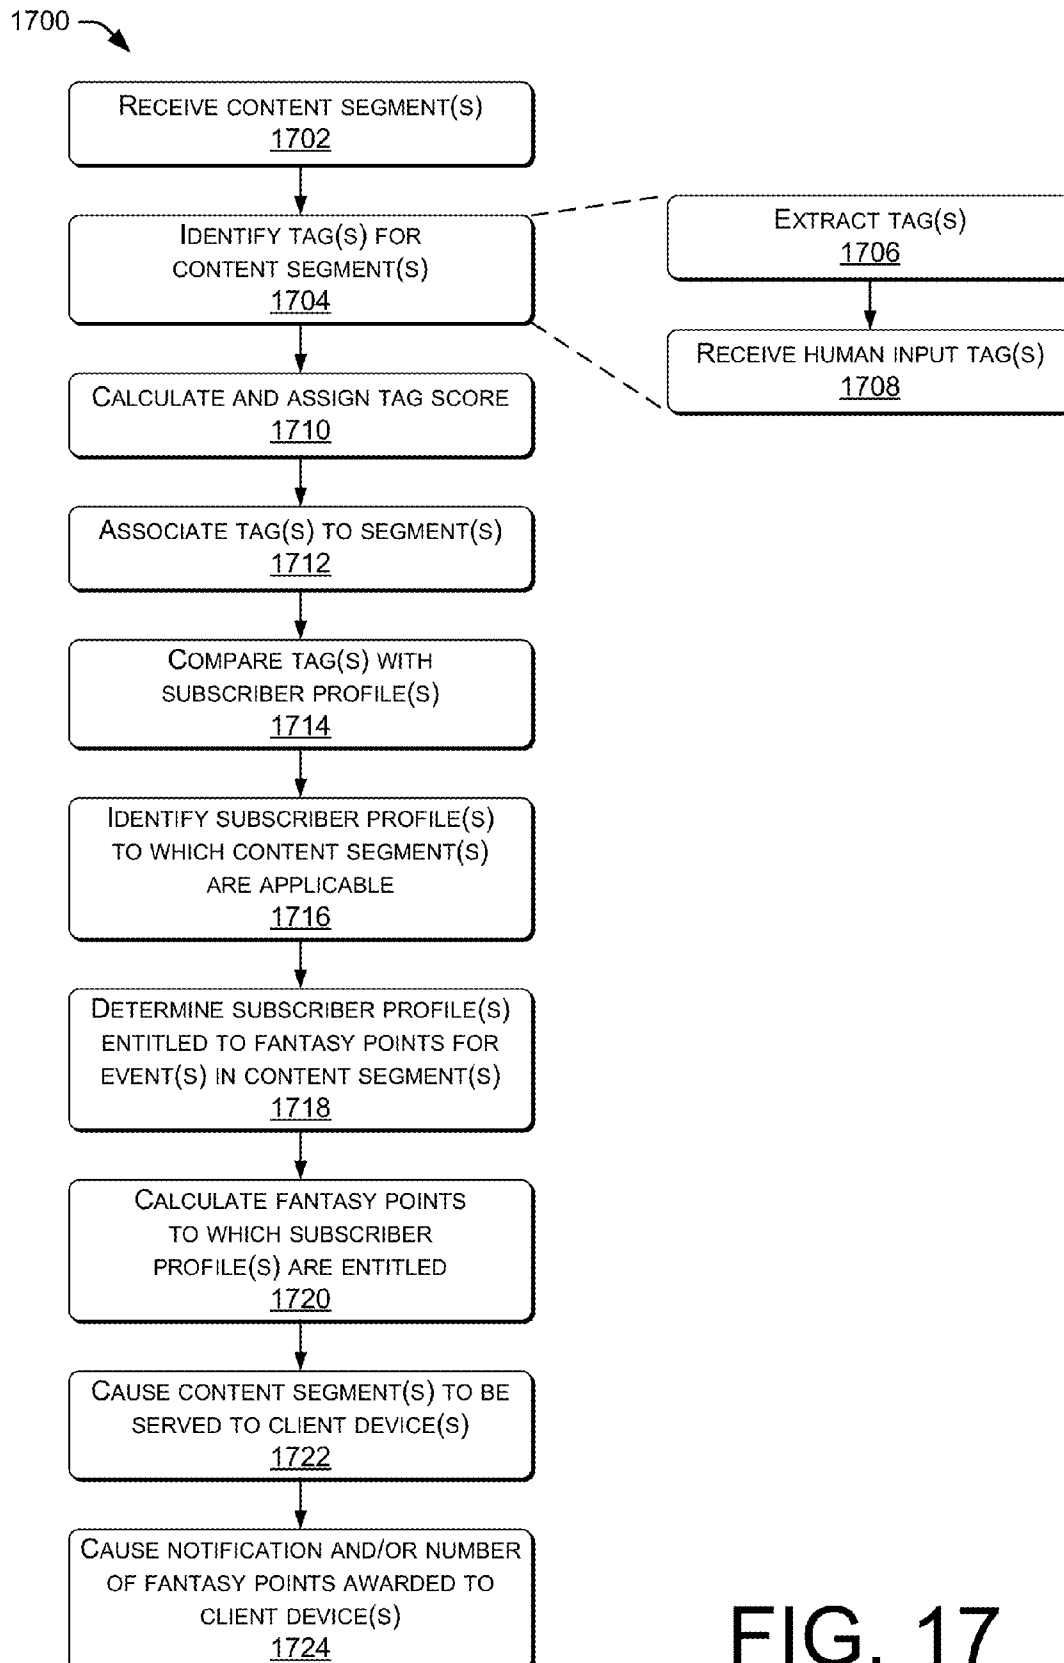 1700
RECEIVE CONTENT SEGMENT(S)
1702
IDENTIFY TAG(S) FOR
CONTENT SEGMENT(S)
1704
EXTRACT TAG(S)
1706
RECEIVE HUMAN INPUT TAG(S)
1708
CALCULATE AND ASSIGN TAG SCORE
1710
ASSOCIATE TAG(S) TO SEGMENT(S)
1712
COMPARE TAG(S) WITH
SUBSCRIBER PROFILE(S)
1714
IDENTIFY SUBSCRIBER PROFILE(S)
TO WHICH CONTENT SEGMENT(S)
ARE APPLICABLE
1716
DETERMINE SUBSCRIBER PROFILE(S)
ENTITLED TO FANTASY POINTS FOR
EVENT(S) IN CONTENT SEGMENT(S)
1718
CALCULATE FANTASY POINTS
TO WHICH SUBSCRIBER
PROFILE(S) ARE ENTITLED
1720
CAUSE CONTENT SEGMENT(S) TO BE
SERVED TO CLIENT DEVICE(S)
1722
CAUSE NOTIFICATION AND/OR NUMBER
OF FANTASY POINTS AWARDED TO
CLIENT DEVICE(S)
1724
FIG. 17